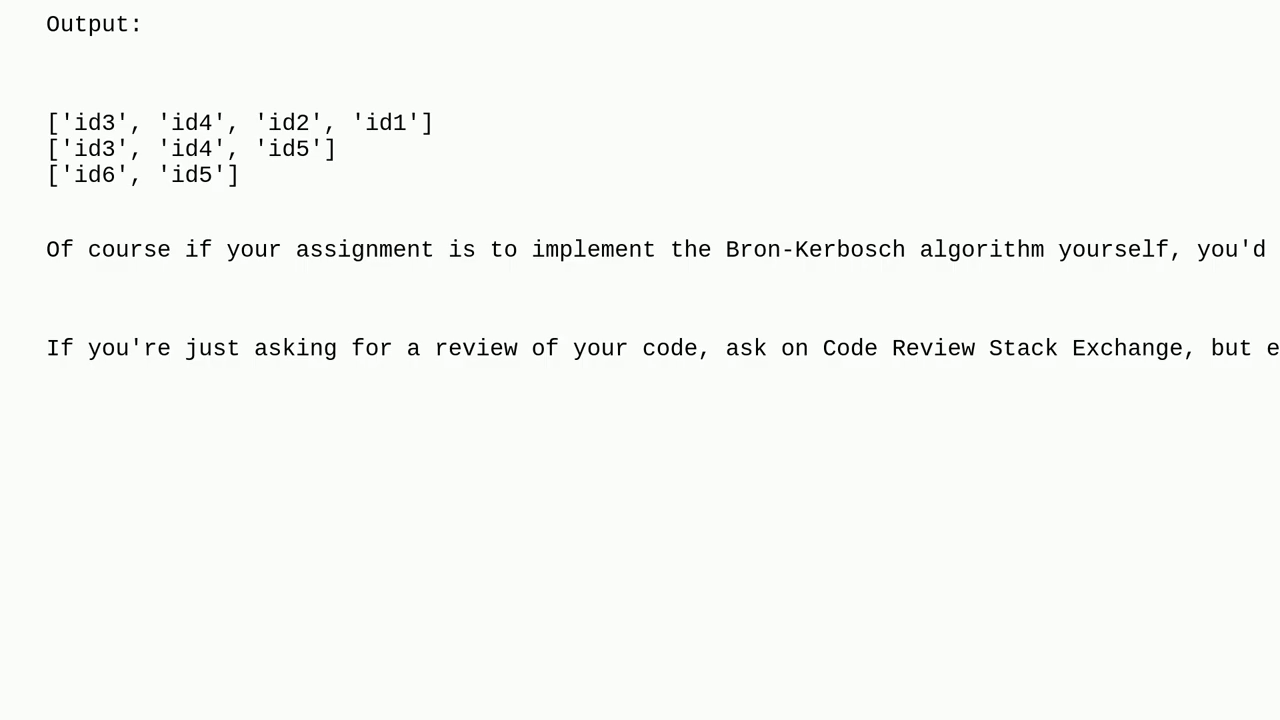 Output:
['id3', 'id4', 'id2', 'id1']
['id3', 'id4', 'id5']
['id6', 'id5']
Of course if your assignment is to implement the Bron-Kerbosch algorithm yourself, you'd
If you're just asking for a review of your code, ask on Code Review Stack Exchange, but e